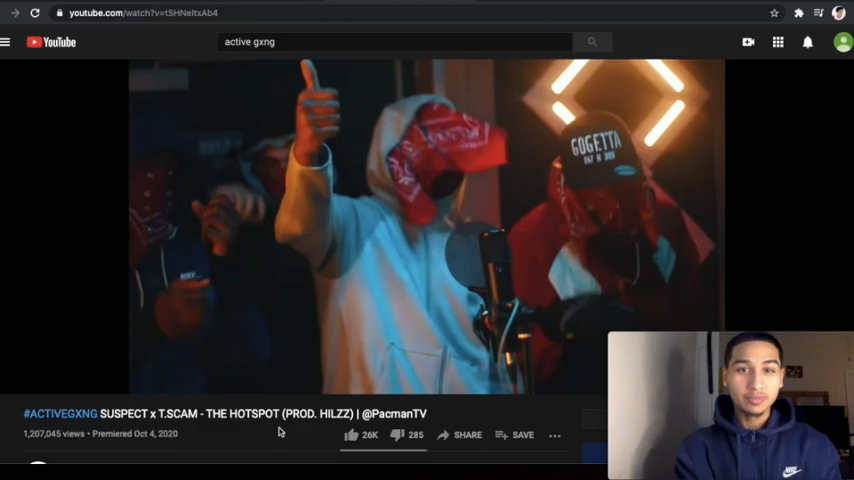 youtube.com/watch?v=tSHNeItxAb4
YouTube
active gxng
GOGETTA
#ACTIVEGXNG SUSPECT x T.SCAM - THE HOTSPOT (PROD. HILZZ) | @PacmanTV
1,207,045 views • Premiered Oct 4, 2020
26K
285
SHARE
SAVE